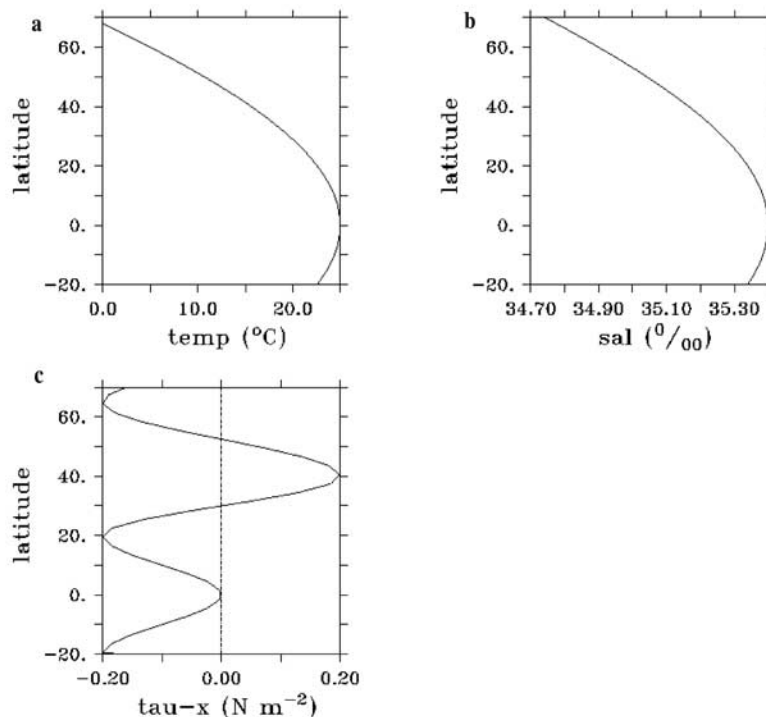 a
60.
40.
20.
0.
−20.
latitude
0.0 10.0 20.0
temp (°C)
b
60.
40.
20.
0.
−20.
latitude
34.70 34.90 35.10 35.30
sal (⁰/₀₀)
c
60.
40.
20.
0.
−20.
latitude
−0.20 0.00 0.20
tau−x (N m⁻²)